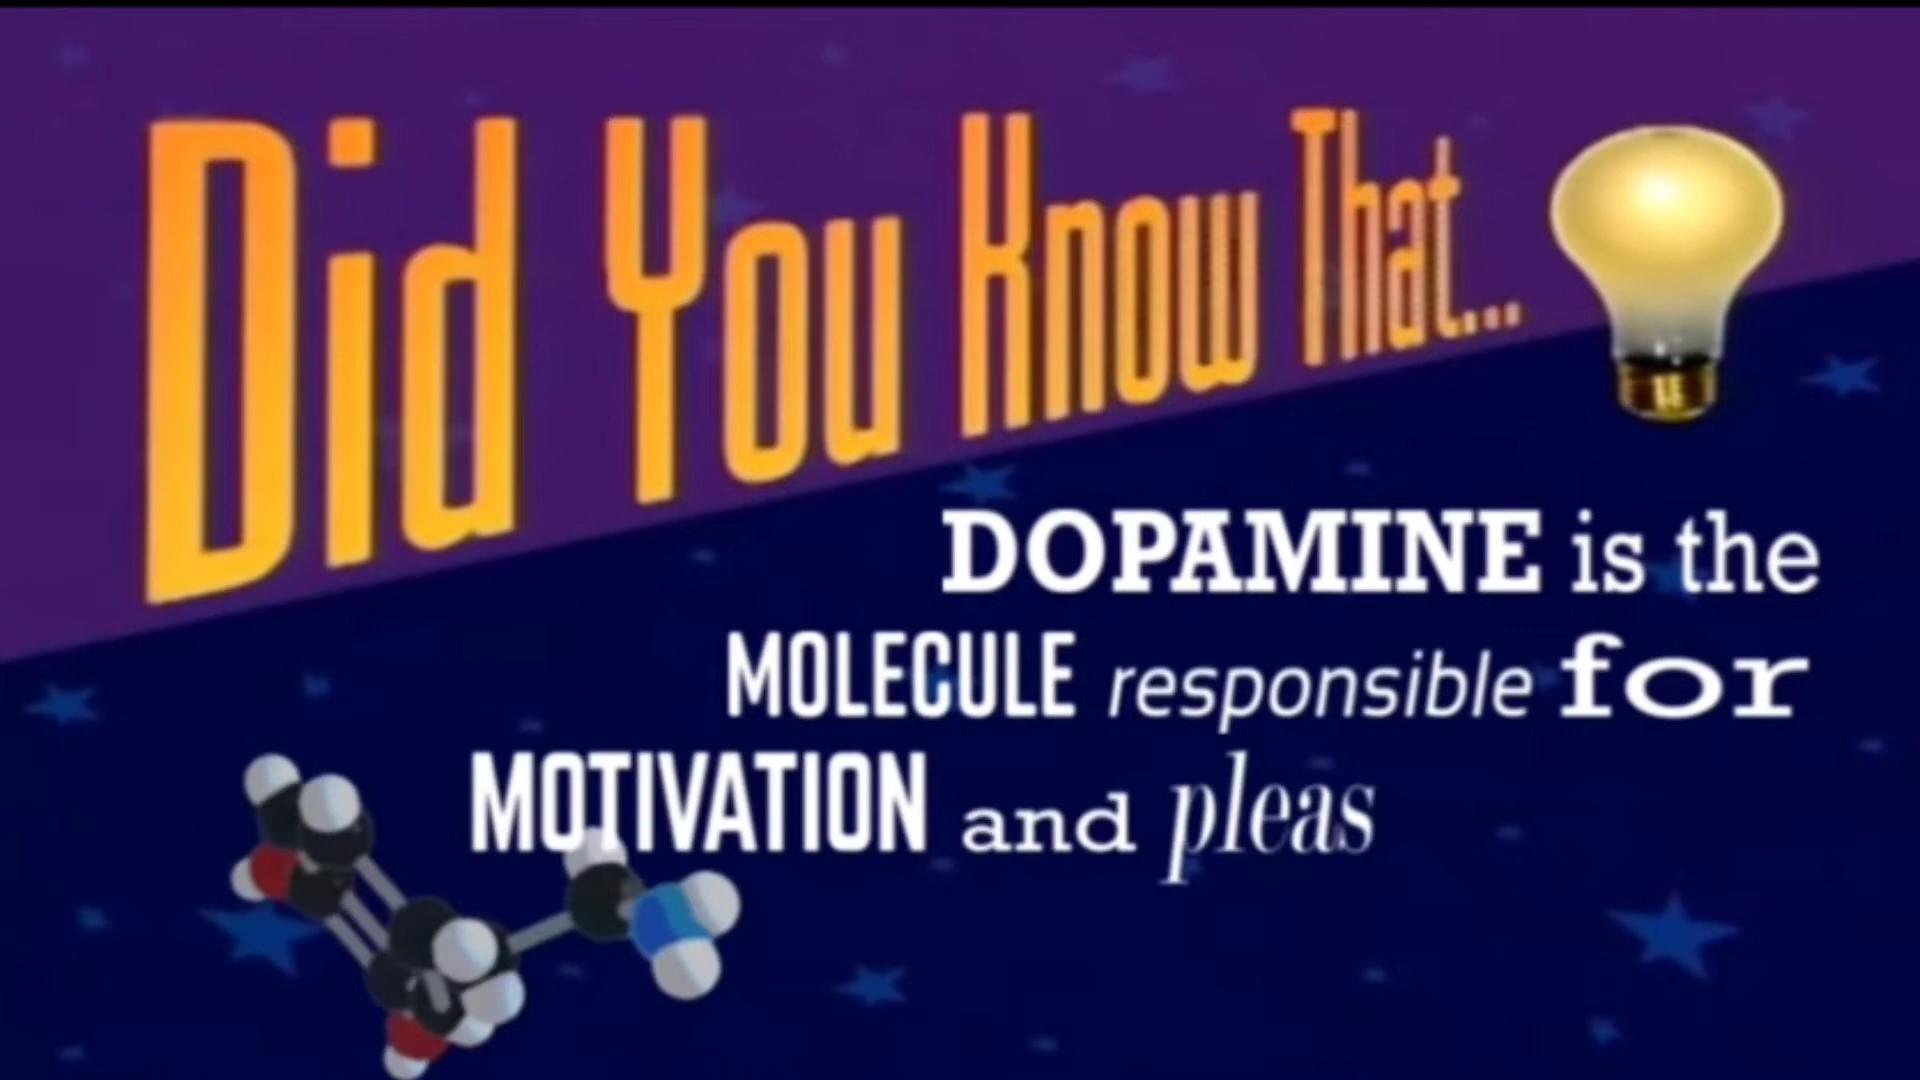 Did You Know That...
DOPAMINE is the
MOLECULE responsible for
MOTIVATION and pleas